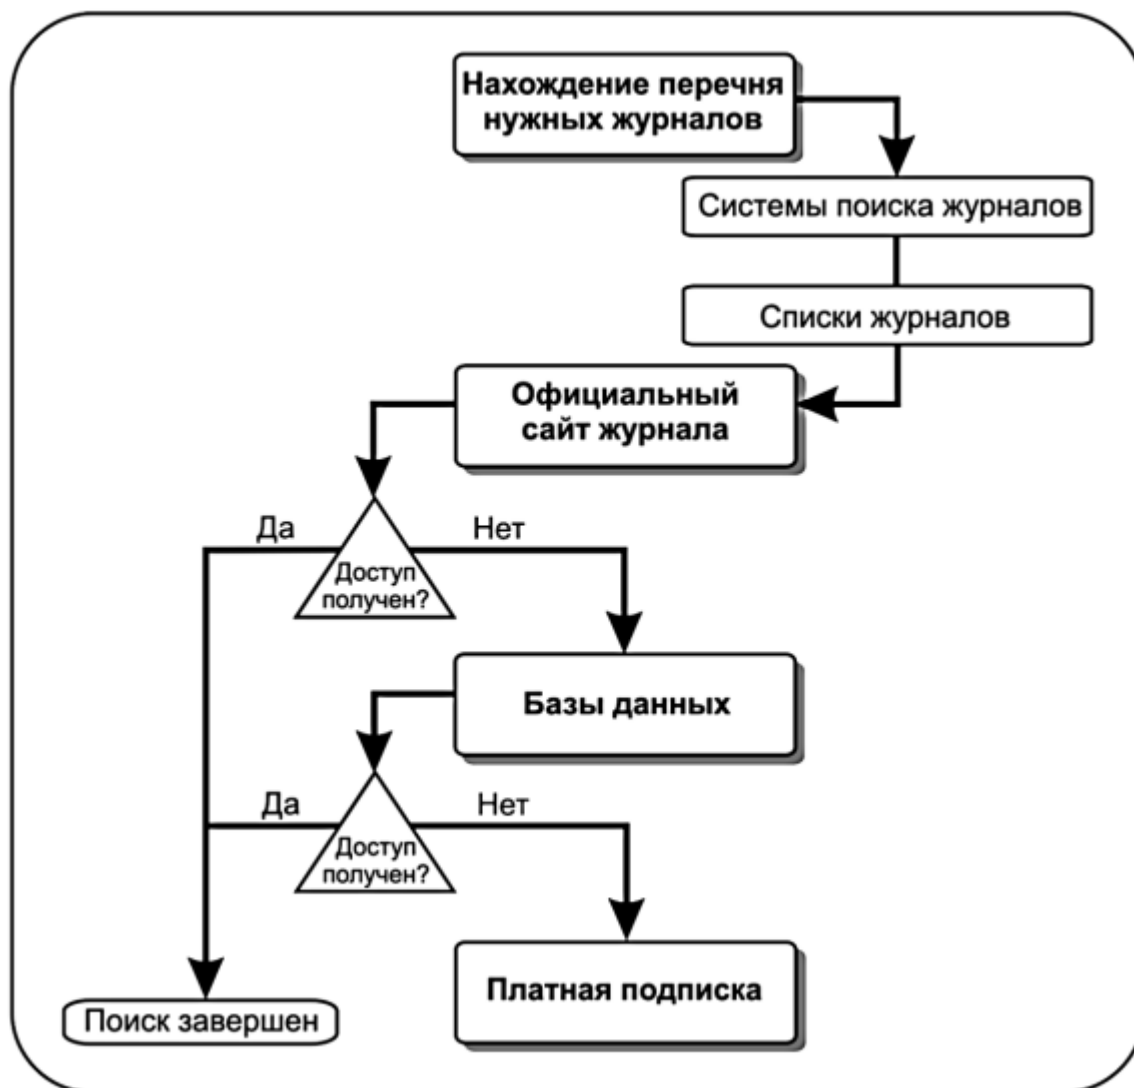 Нахождение перечня
нужных журналов
Системы поиска журналов
Списки журналов
Официальный
сайт журнала
Да
Нет
Доступ
получен?
Базы данных
Да
Нет
Доступ
получен?
Платная подписка
Поиск завершен